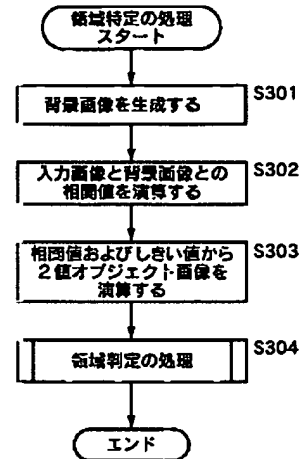 領域特定の処理
スタート
背景画像を生成する
S301
入力画像と背景画像との
相関値を演算する
S302
相関値およびしきい値から
2値オブジェクト画像を
演算する
S303
領域判定の処理
S304
エンド